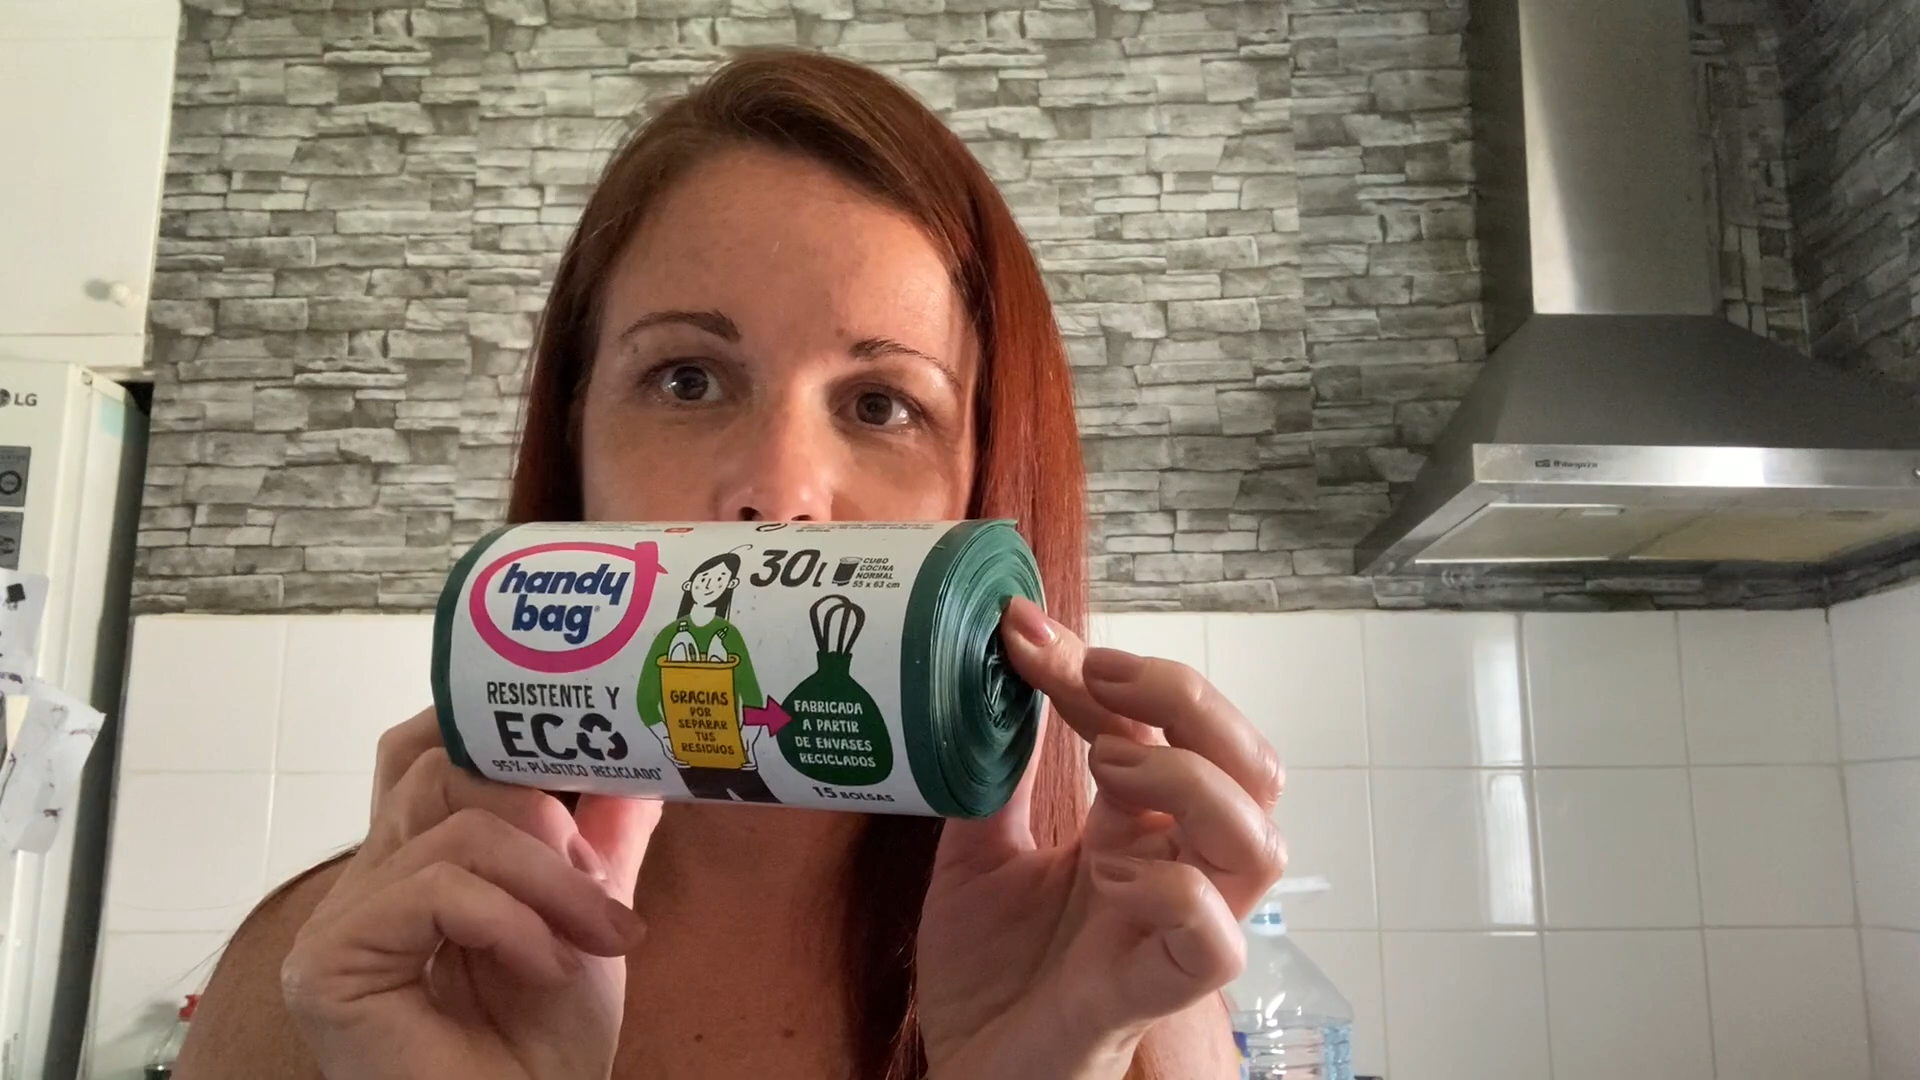 handy
bag
30L
CUBO
COCINA
NORMAL
55 x 63 cm
RESISTENTE Y
ECO
95% PLÁSTICO RECICLADO*
GRACIAS
POR
SEPARAR
TUS
RESIDUOS
FABRICADA
A PARTIR
DE ENVASES
RECICLADOS
15 BOLSAS
LG